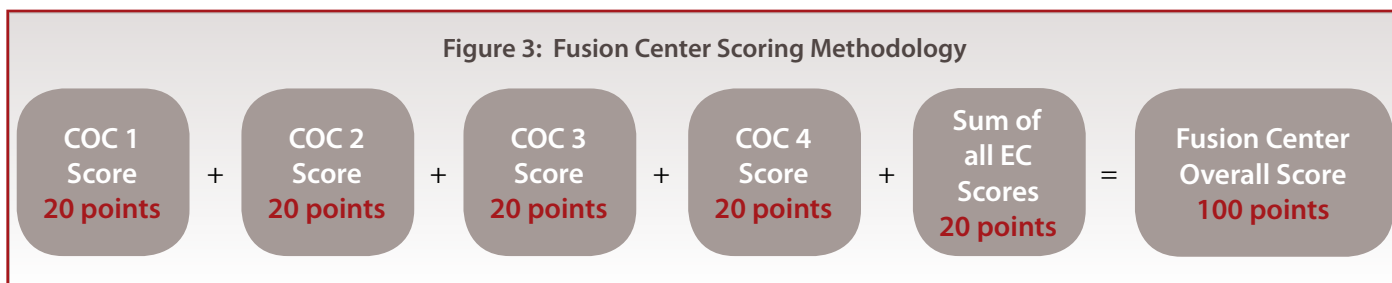 Figure 3: Fusion Center Scoring Methodology
COC 1
Score
20 points
+
COC 2
Score
20 points
+
COC 3
Score
20 points
+
COC 4
Score
20 points
+
Sum of
all EC
Scores
20 points
=
Fusion Center
Overall Score
100 points